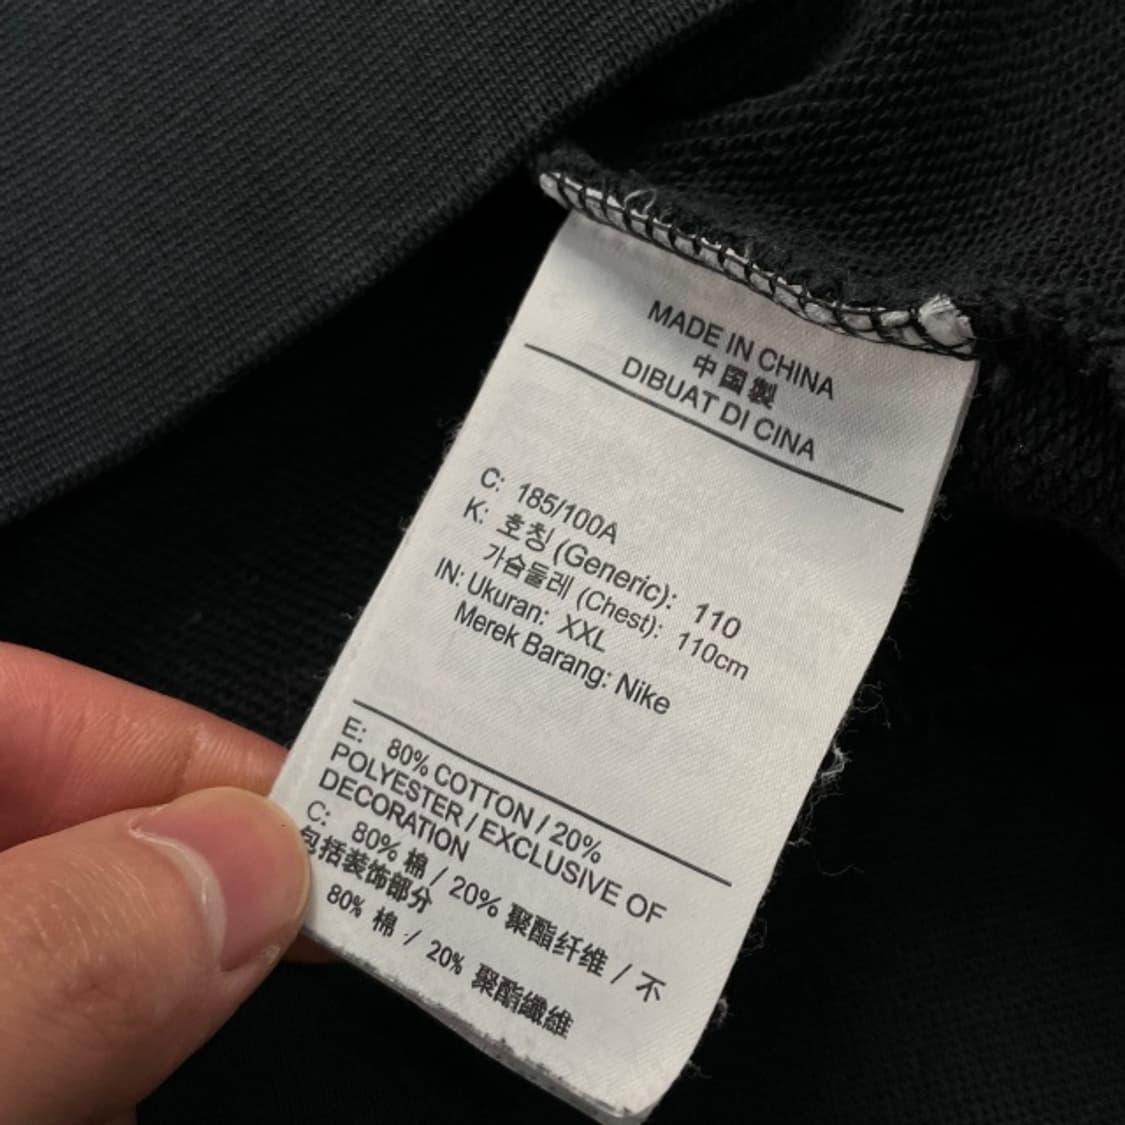 MADE IN CHINA
中国製
DIBUAT DI CINA
C: 185/100A
K: 호칭 (Generic): 110
가슴둘레 (Chest): 110cm
IN: Ukuran: XXL
Merek Barang: Nike
E: 80% COTTON / 20%
POLYESTER / EXCLUSIVE OF
DECORATION
C: 80% 棉 / 20% 聚酯纤维 / 不
包括装饰部分
80% 棉 / 20% 聚酯纖維